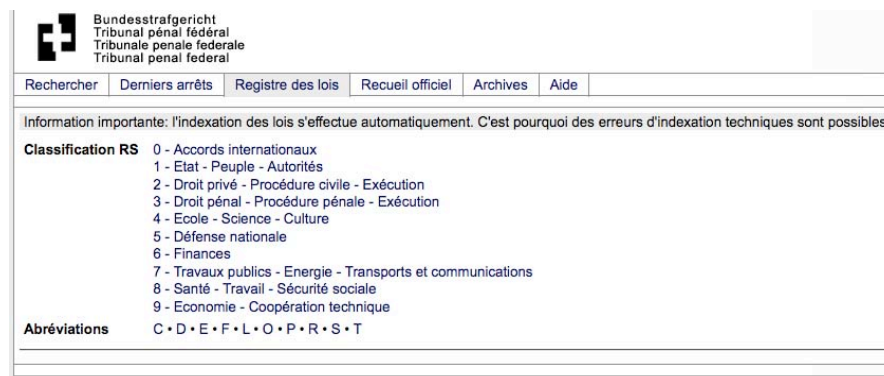 Bundesstrafgericht
Tribunal pénal fédéral
Tribunale penale federale
Tribunal penal federal
Rechercher Derniers arrêts Registre des lois Recueil officiel Archives Aide
Information importante: l'indexation des lois s'effectue automatiquement. C'est pourquoi des erreurs d'indexation techniques sont possibles
Classification RS 0 - Accords internationaux
1 - Etat - Peuple - Autorités
2 - Droit privé - Procédure civile - Exécution
3 - Droit pénal - Procédure pénale - Exécution
4 - Ecole - Science - Culture
5 - Défense nationale
6 - Finances
7 - Travaux publics - Energie - Transports et communications
8 - Santé - Travail - Sécurité sociale
9 - Economie - Coopération technique
Abréviations C • D • E • F • L • O • P • R • S • T